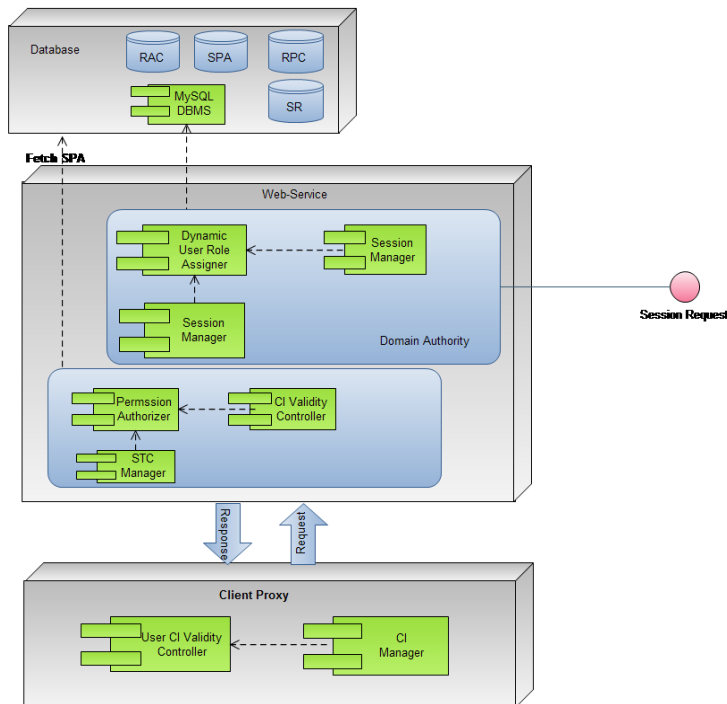 Database
RAC
SPA
RPC
MySQL
DBMS
SR
Fetch SPA
Web-Service
Dynamic
User Role
Assigner
Session
Manager
Session
Manager
Domain Authority
Session Request
Permssion
Authorizer
CI Validity
Controller
STC
Manager
Response
Request
Client Proxy
User CI Validity
Controller
CI
Manager